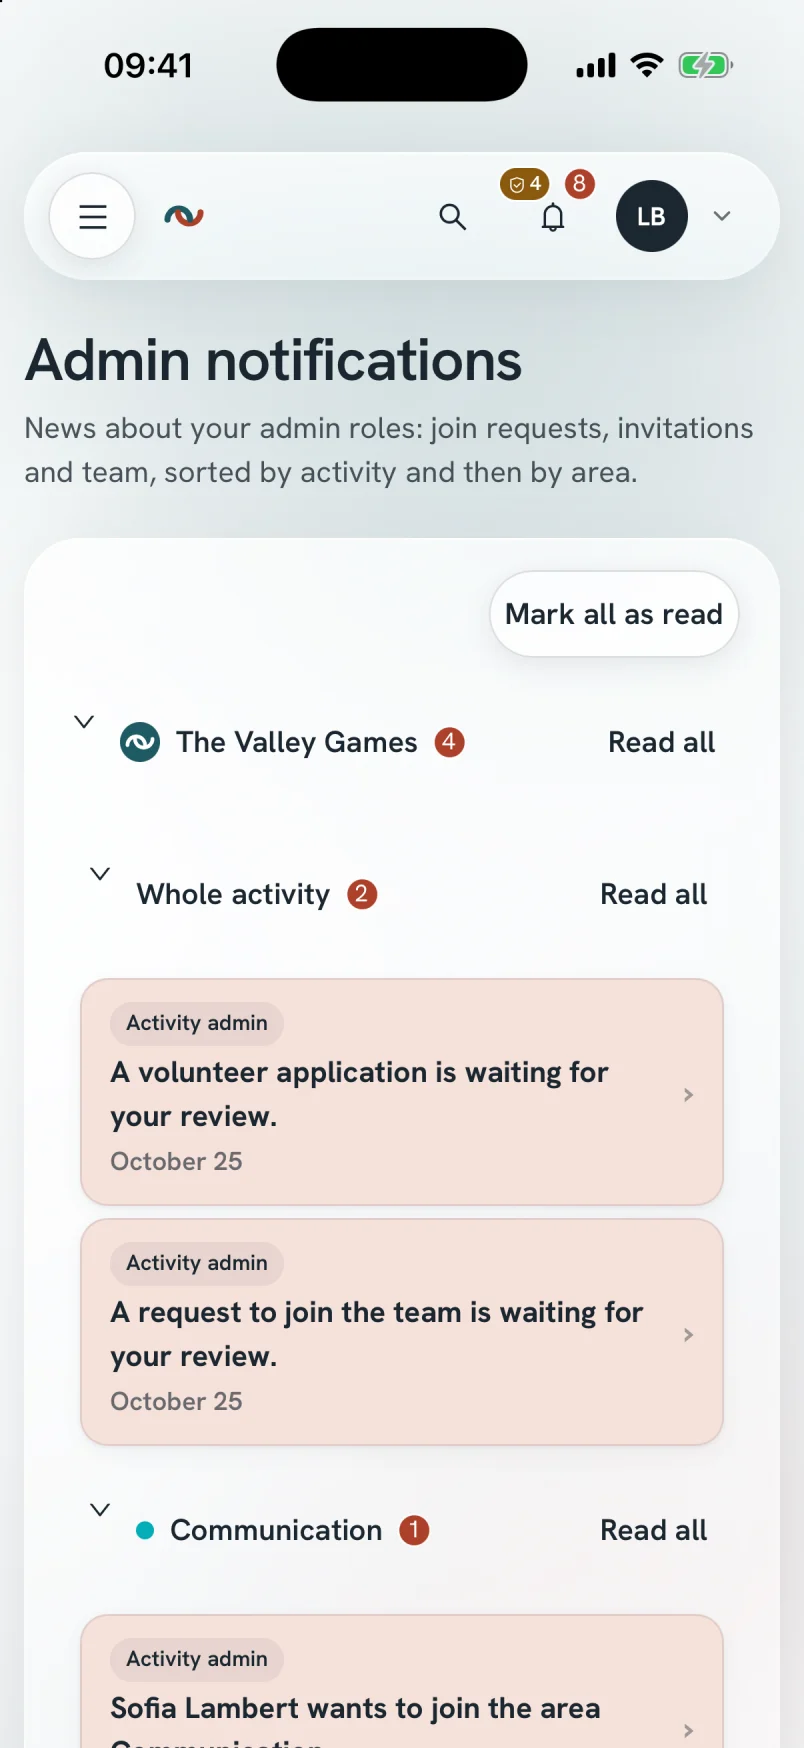 09:41
4
8
LB
Admin notifications
News about your admin roles: join requests, invitations
and team, sorted by activity and then by area.
Mark all as read
The Valley Games 4 Read all
Whole activity 2 Read all
Activity admin
A volunteer application is waiting for
your review.
October 25
Activity admin
A request to join the team is waiting for
your review.
October 25
Communication 1 Read all
Activity admin
Sofia Lambert wants to join the area
Communication